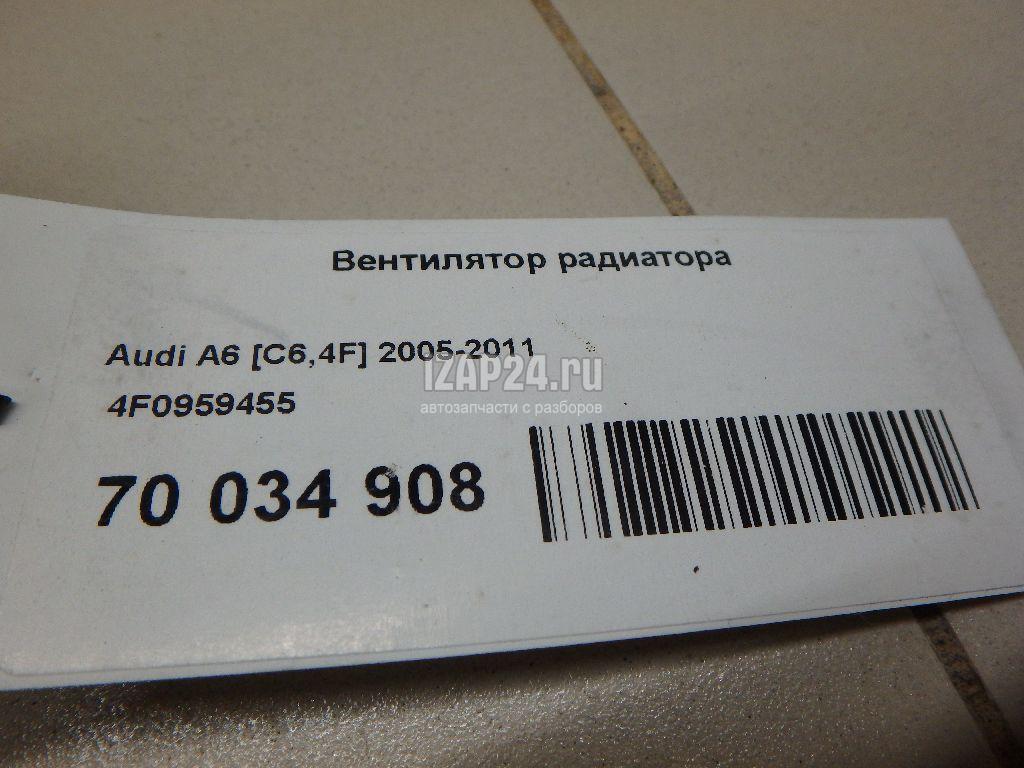 Вентилятор радиатора
Audi A6 [C6,4F] 2005-2011
IZAP24.ru
4F0959455
автозапчасти с разборов
70 034 908